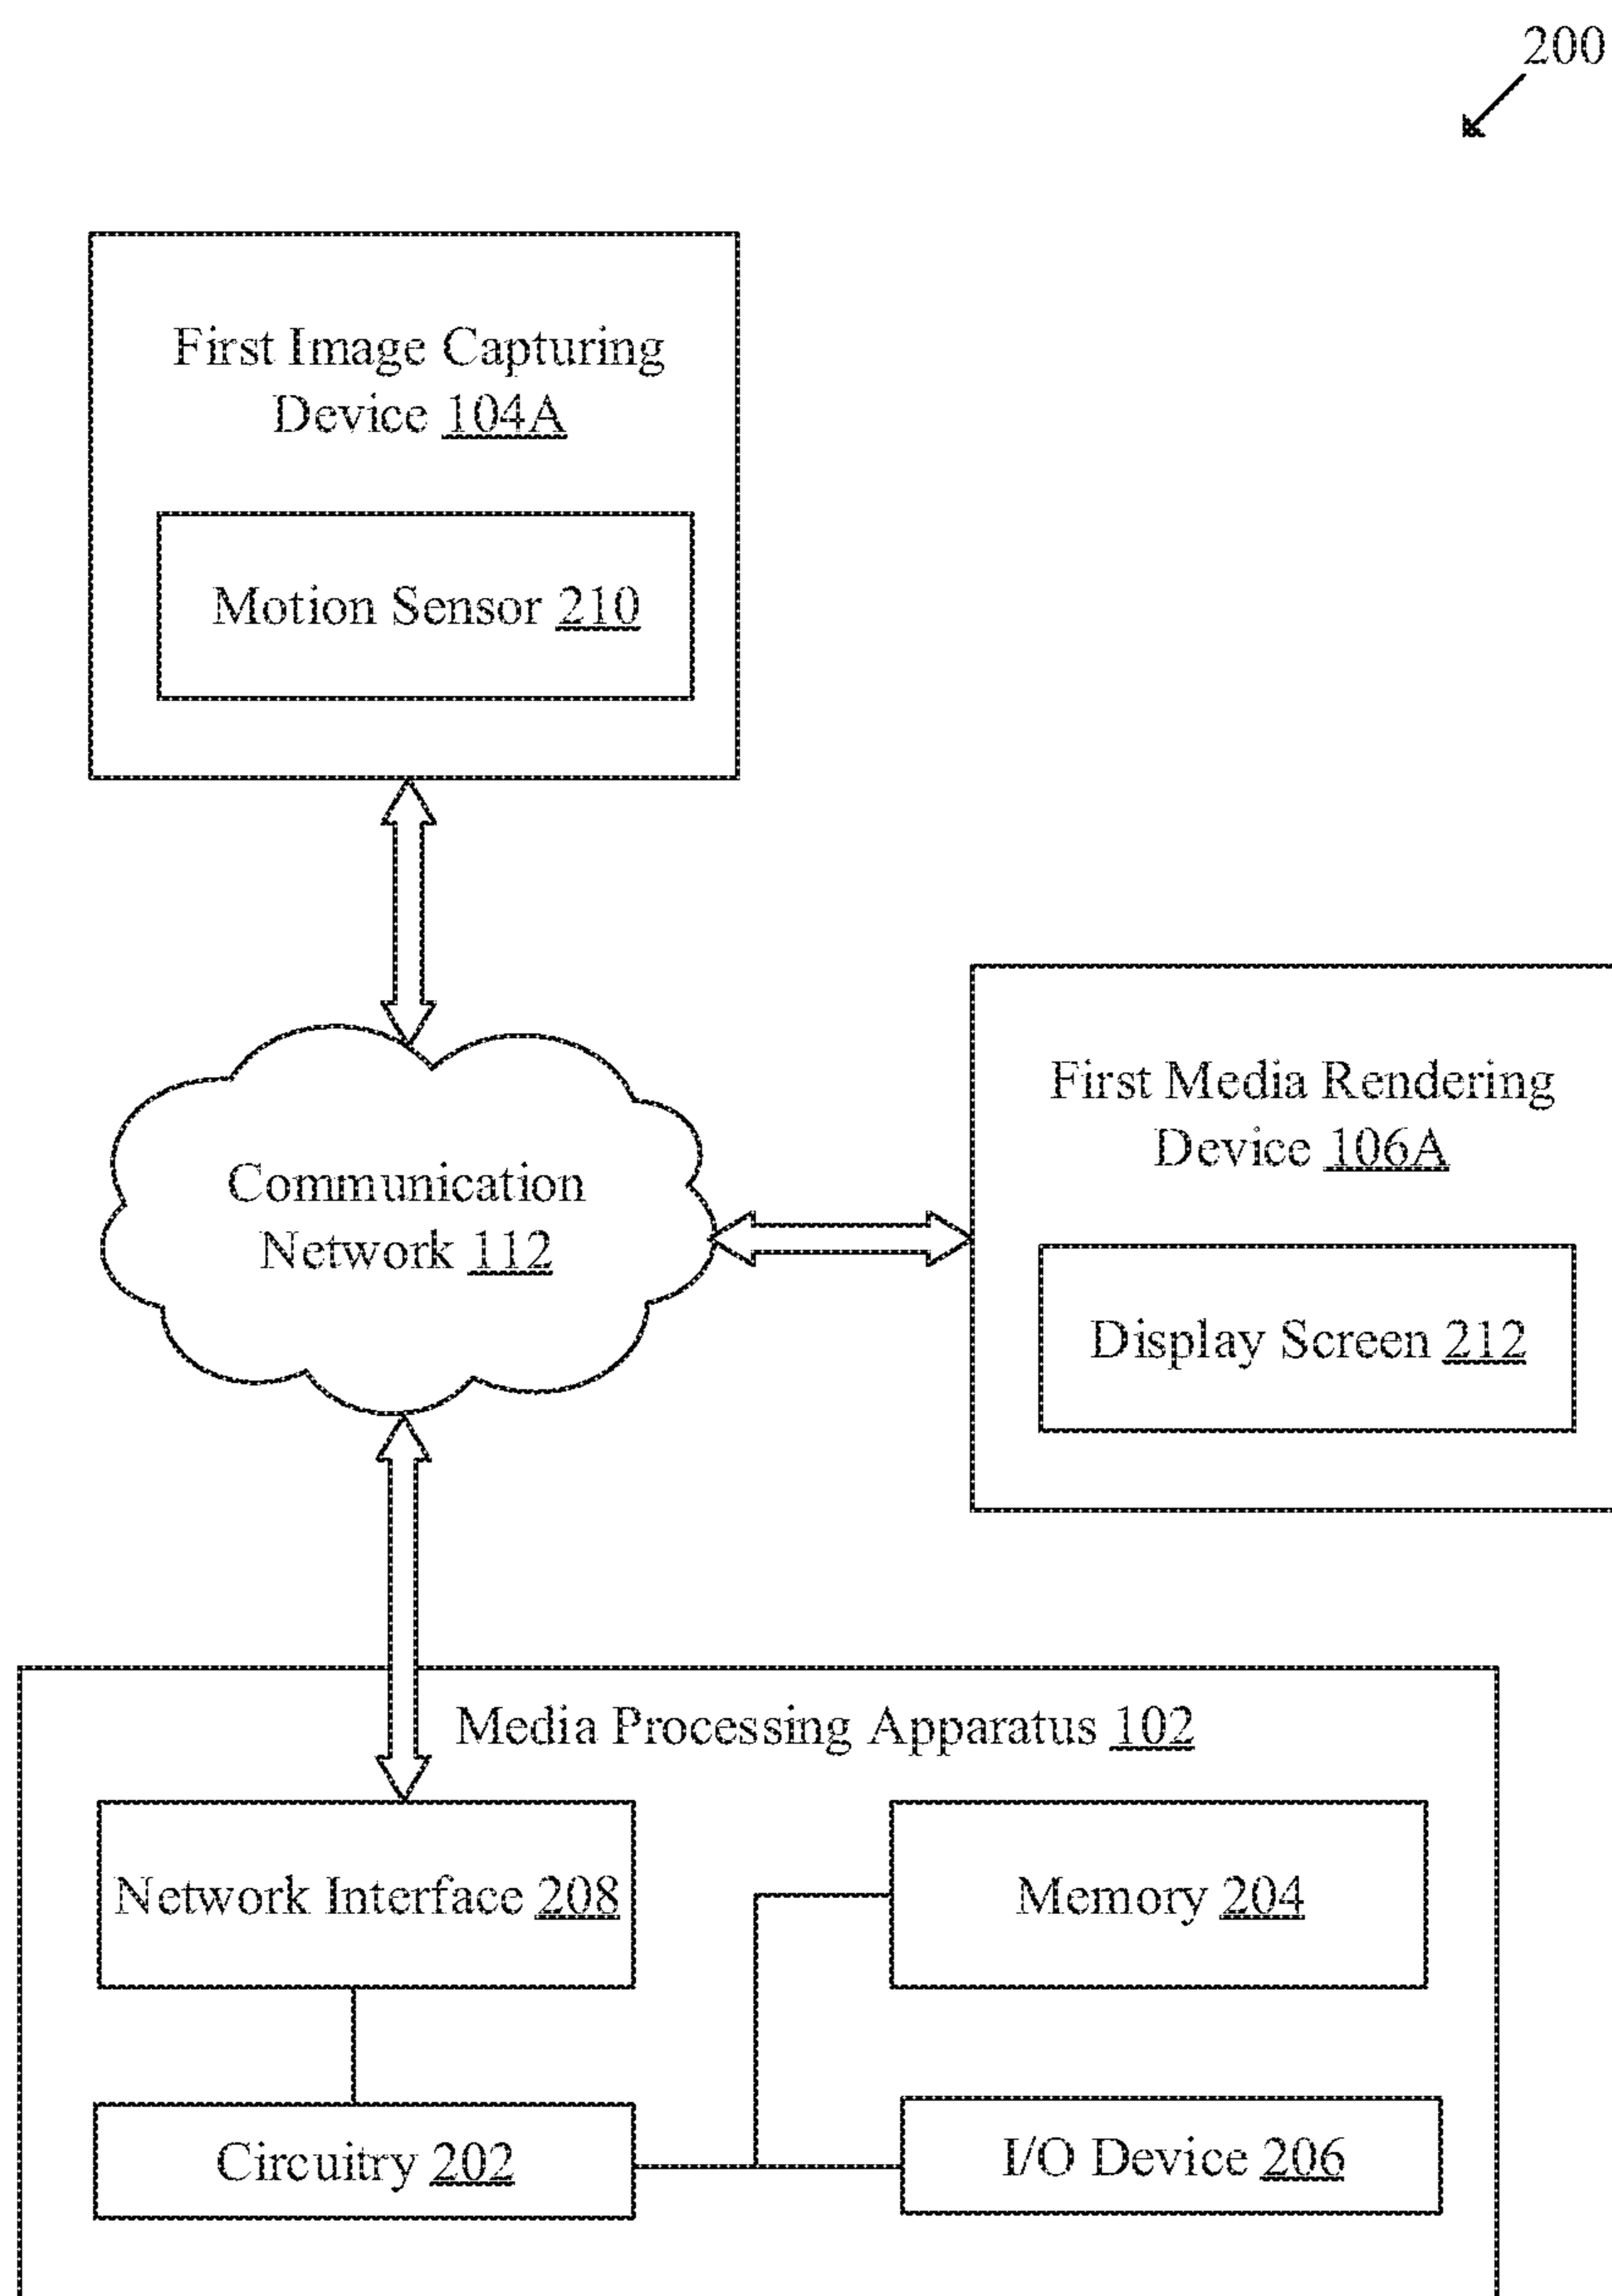 200
First Image Capturing
Device 104A
Motion Sensor 210
Communication
Network 112
First Media Rendering
Device 106A
Display Screen 212
Media Processing Apparatus 102
Network Interface 208
Memory 204
Circuitry 202
I/O Device 206